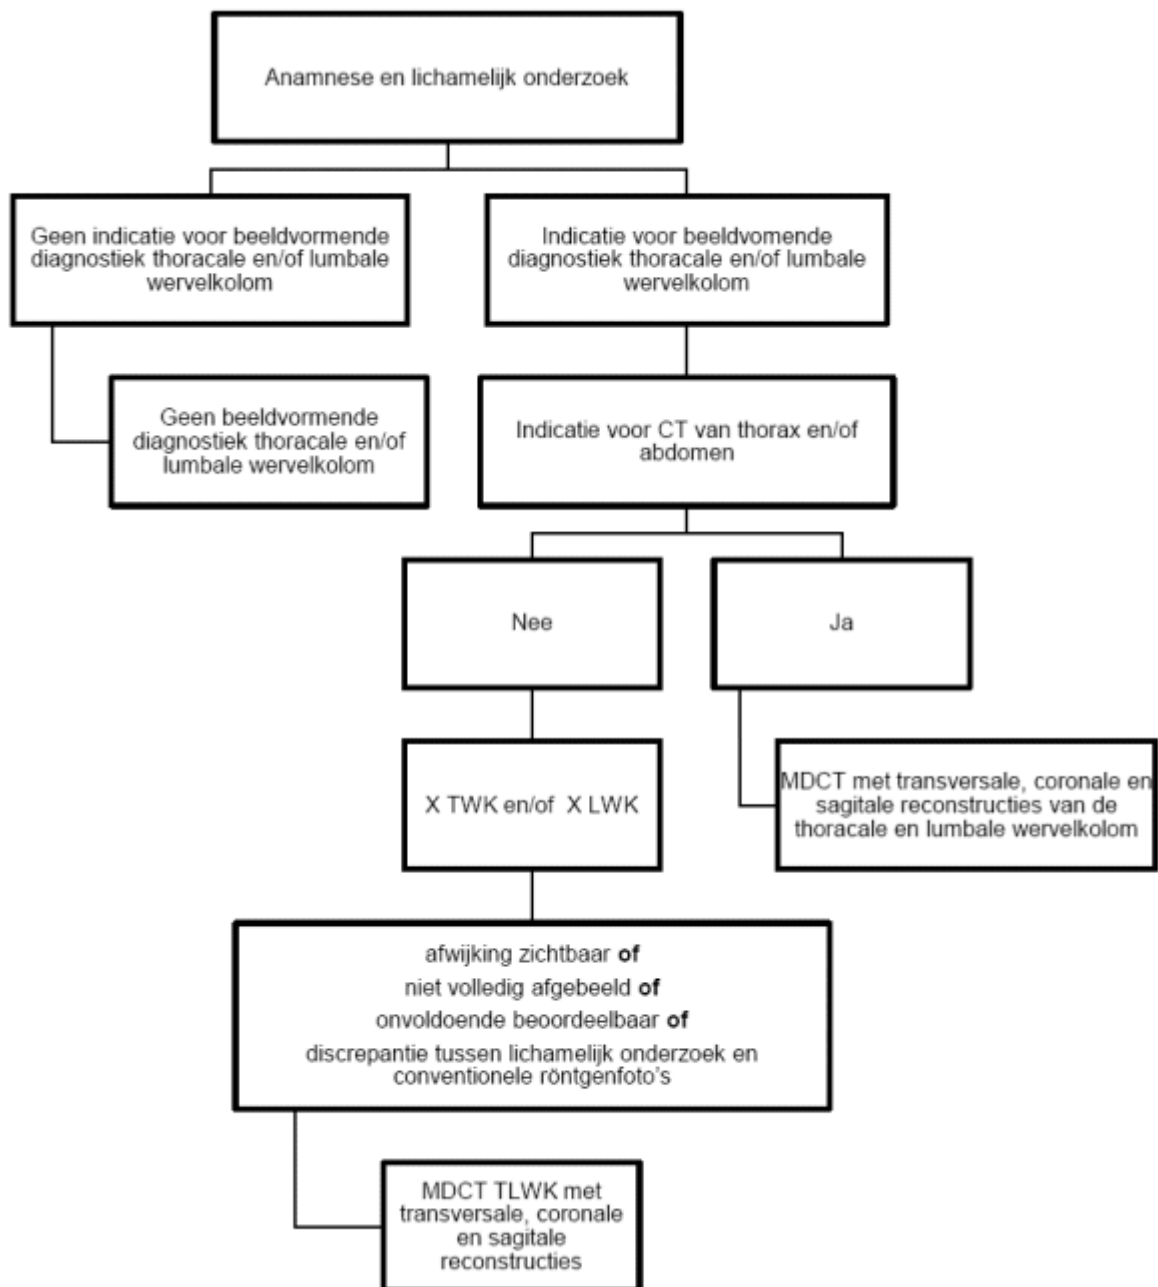 Anamnese en lichamelijk onderzoek
Geen indicatie voor beeldvormende
diagnostiek thoracale en/of lumbale
wervelkolom
Indicatie voor beeldvomende
diagnostiek thoracale en/of lumbale
wervelkolom
Geen beeldvormende
diagnostiek thoracale en/of
lumbale wervelkolom
Indicatie voor CT van thorax en/of
abdomen
Nee
Ja
X TWK en/of X LWK
MDCT met transversale, coronale en
sagitale reconstructies van de
thoracale en lumbale wervelkolom
afwijking zichtbaar of
niet volledig afgebeeld of
onvoldoende beoordeelbaar of
discrepantie tussen lichamelijk onderzoek en
conventionele röntgenfoto's
MDCT TLWK met
transversale, coronale
en sagitale
reconstructies